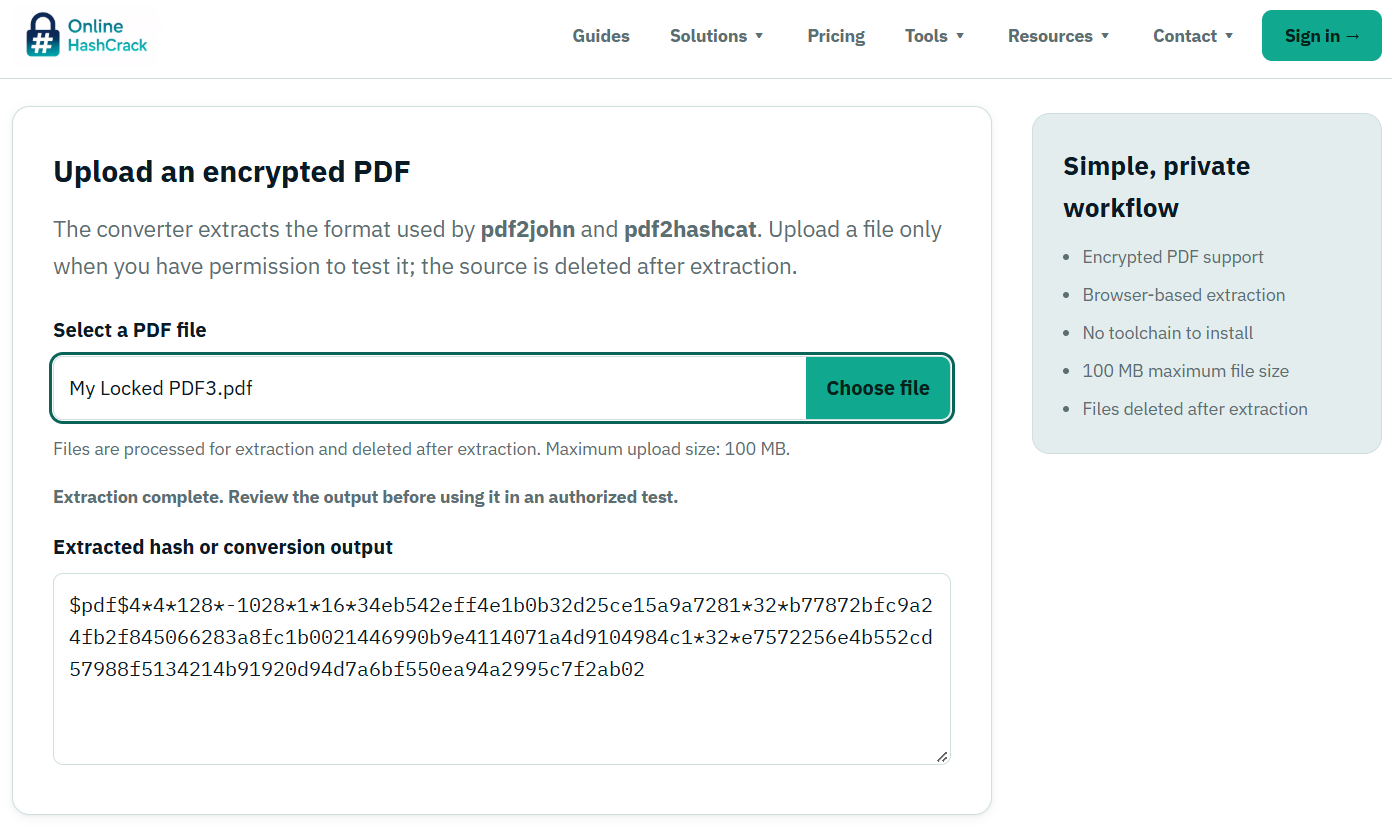 Online
HashCrack
Guides
Solutions
Pricing
Tools
Resources
Contact
Sign in →
Upload an encrypted PDF
The converter extracts the format used by pdf2john and pdf2hashcat. Upload a file only
when you have permission to test it; the source is deleted after extraction.
Select a PDF file
My Locked PDF3.pdf
Choose file
Files are processed for extraction and deleted after extraction. Maximum upload size: 100 MB.
Extraction complete. Review the output before using it in an authorized test.
Extracted hash or conversion output
$pdf$4*4*128*-1028*1*16*34eb542eff4e1b0b32d25ce15a9a7281*32*b77872bfc9a2
4fb2f845066283a8fc1b0021446990b9e4114071a4d9104984c1*32*e7572256e4b552cd
57988f5134214b91920d94d7a6bf550ea94a2995c7f2ab02
Simple, private
workflow
Encrypted PDF support
Browser-based extraction
No toolchain to install
100 MB maximum file size
Files deleted after extraction